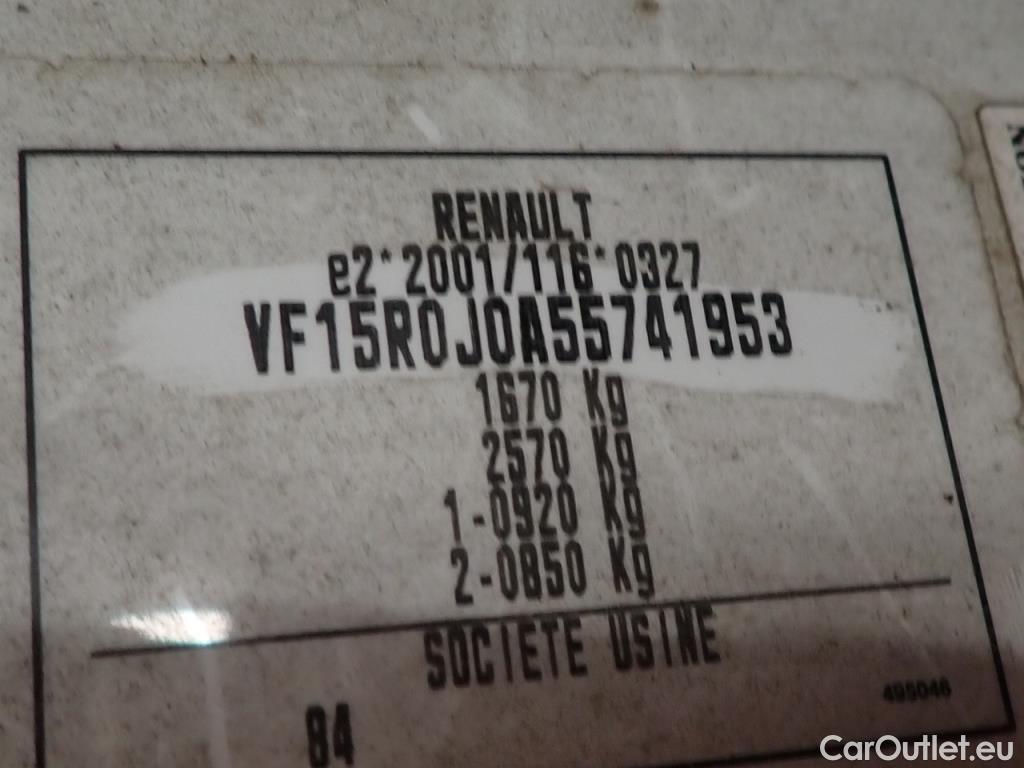 RENAULT
e2*2001/116*0327
VF15R0J0A55741953
1670 Kg
2570 Kg
1-0920 Kg
2-0850 Kg
SOCIETE USINE
495046
84
CarOutlet.eu